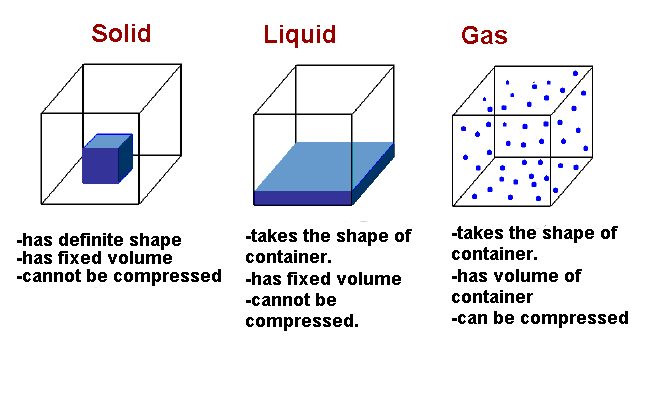 Solid
-has definite shape
-has fixed volume
-cannot be compressed
Liquid
-takes the shape of
container.
-has fixed volume
-cannot be
compressed.
Gas
-takes the shape of
container.
-has volume of
container
-can be compressed